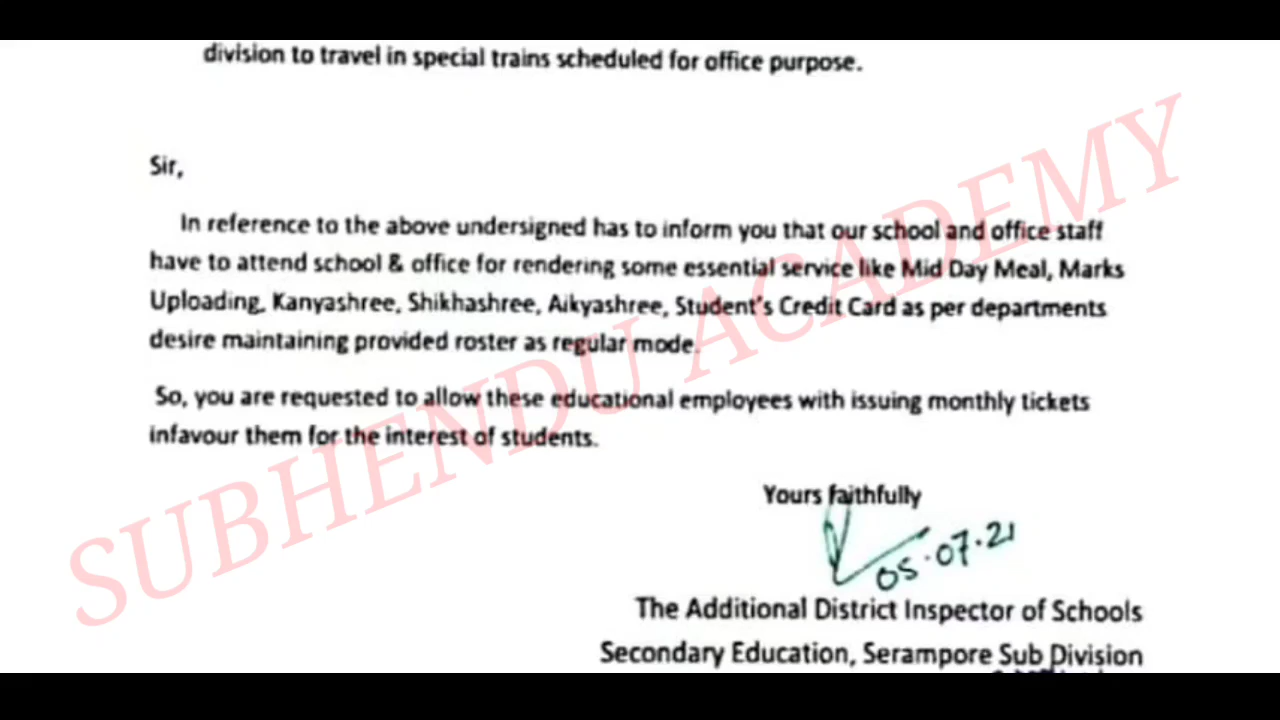 division to travel in special trains scheduled for office purpose.
Sir,
In reference to the above undersigned has to inform you that our school and office staff
have to attend school & office for rendering some essential service like Mid Day Meal, Marks
Uploading, Kanyashree, Shikhashree, Aikyashree, Student's Credit Card as per departments
desire maintaining provided roster as regular mode.
So, you are requested to allow these educational employees with issuing monthly tickets
infavour them for the interest of students.
Yours faithfully
05.07.21
The Additional District Inspector of Schools
Secondary Education, Serampore Sub Division
SUBHENDU ACADEMY